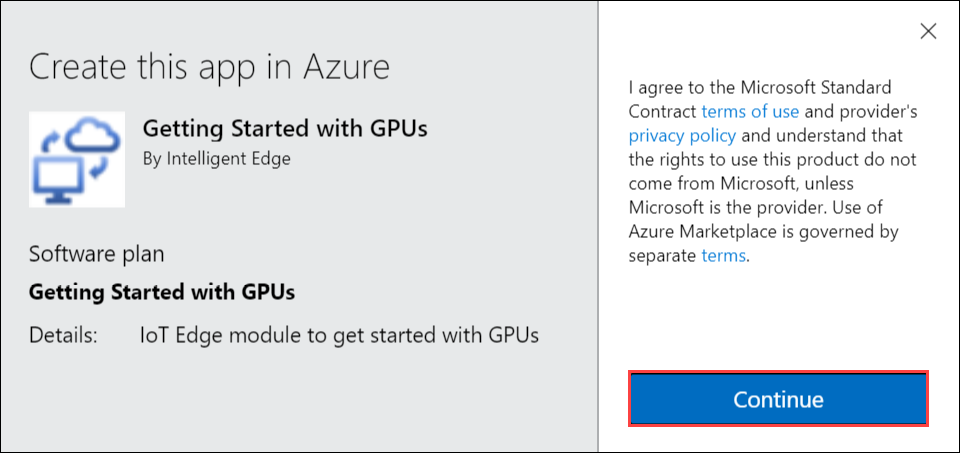 Create this app in Azure
Getting Started with GPUs
By Intelligent Edge
Software plan
Getting Started with GPUs
Details: IoT Edge module to get started with GPUs
I agree to the Microsoft Standard
Contract terms of use and provider's
privacy policy and understand that
the rights to use this product do not
come from Microsoft, unless
Microsoft is the provider. Use of
Azure Marketplace is governed by
separate terms.
Continue